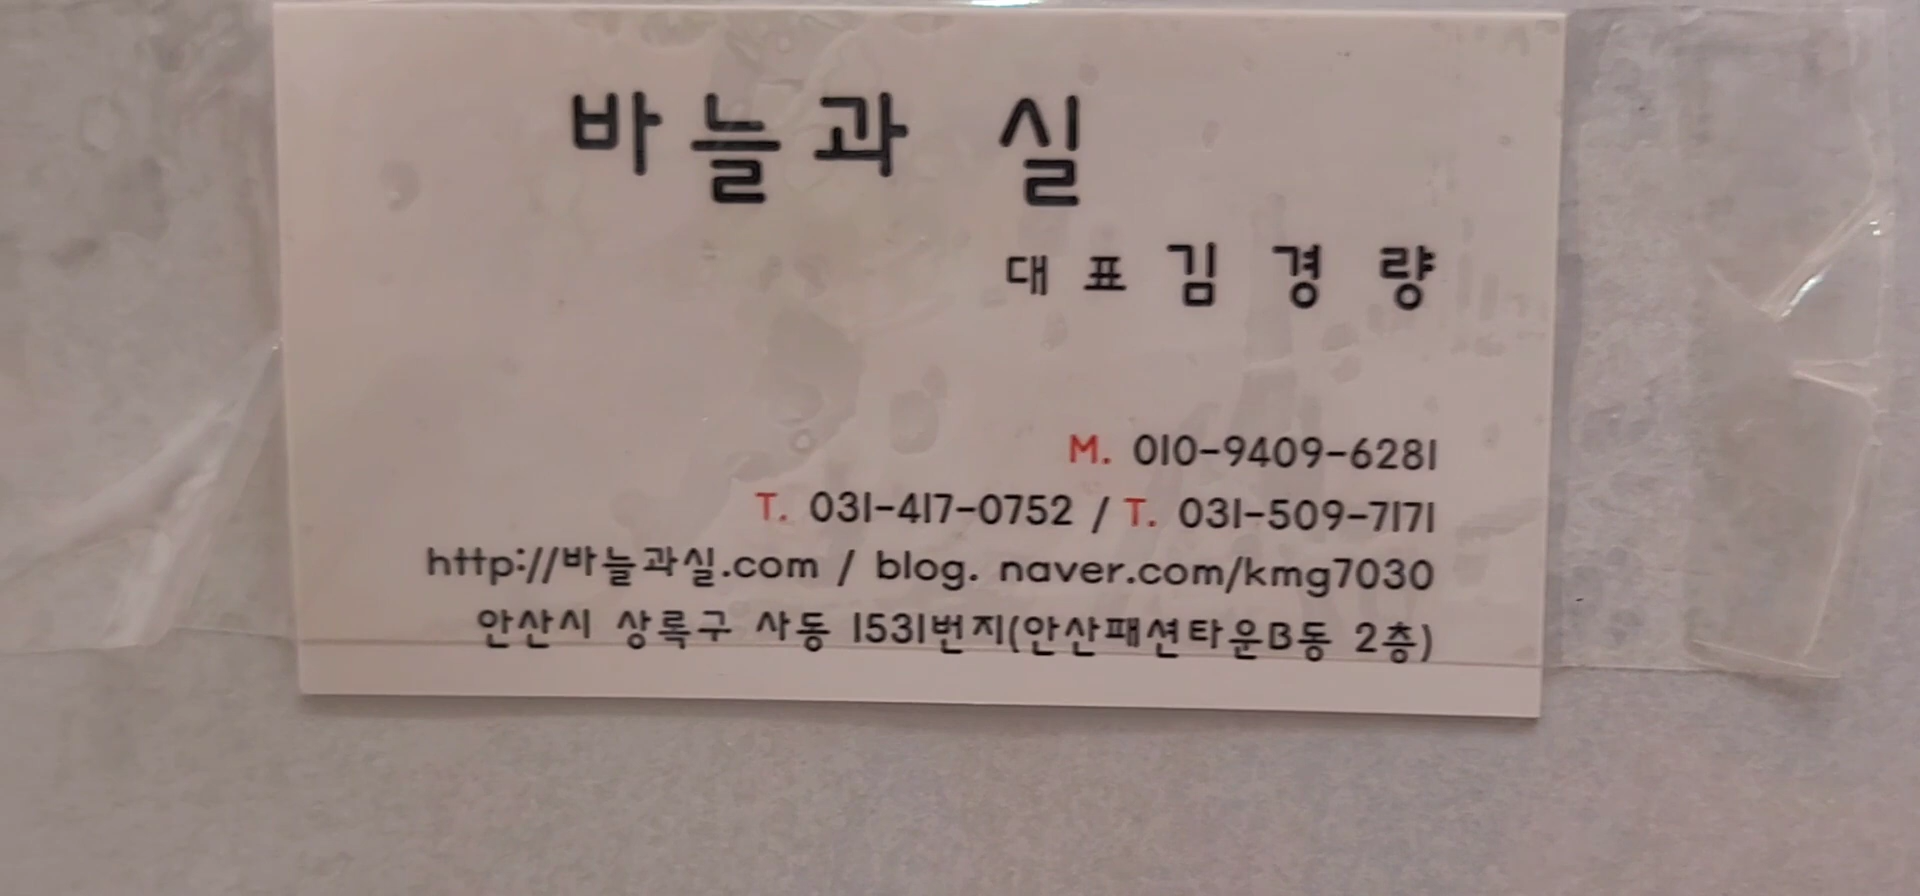 바늘과 실
대 표 김 경 량
M. 010-9409-6281
T. 031-417-0752 / T. 031-509-7171
http://바늘과실.com / blog. naver.com/kmg7030
안산시 상록구 사동 1531번지(안산패션타운B동 2층)